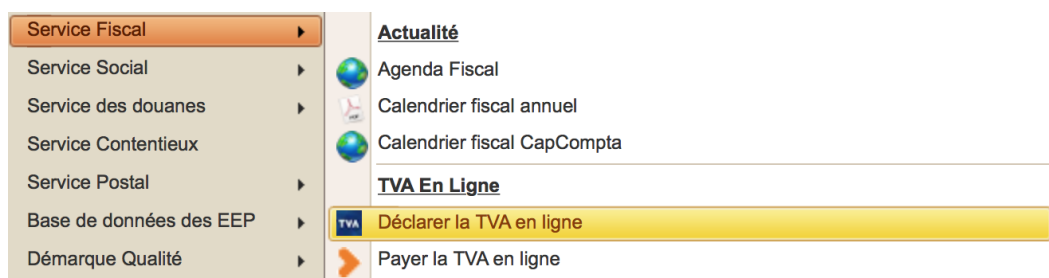 Service Fiscal
Service Social
Service des douanes
Service Contentieux
Service Postal
Base de données des EEP
Démarque Qualité
Actualité
Agenda Fiscal
Calendrier fiscal annuel
Calendrier fiscal CapCompta
TVA En Ligne
TVA Déclarer la TVA en ligne
Payer la TVA en ligne